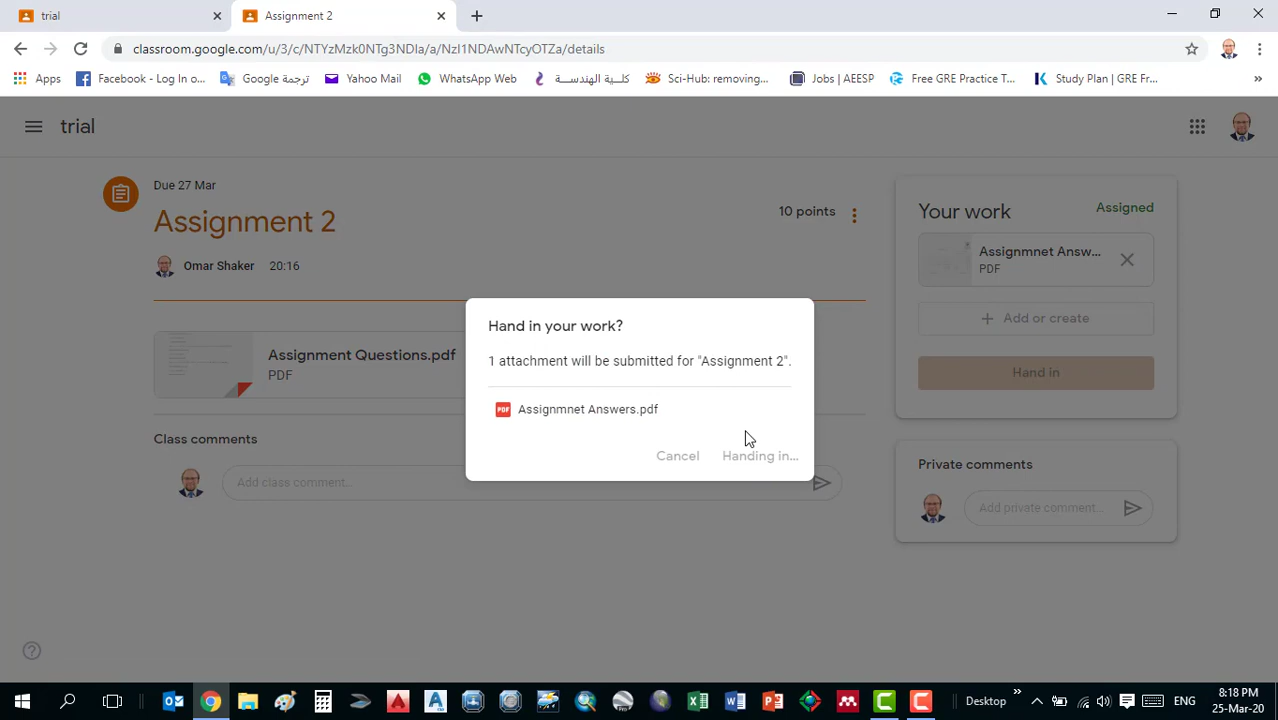 trial
Assignment 2
classroom.google.com/u/3/c/NTYzMzk0NTg3NDla/a/NzI1NDAwNTcyOTZa/details
Apps
Facebook - Log In o...
ترجمة Google
Yahoo Mail
WhatsApp Web
كلــية الهندســـة
Sci-Hub: removing...
Jobs | AEESP
Free GRE Practice T...
Study Plan | GRE Fr...
»
trial
Due 27 Mar
Assignment 2
10 points
Omar Shaker 20:16
Assignment Questions.pdf
PDF
Class comments
Add class comment...
Your work
Assigned
Assignmnet Answ...
PDF
+ Add or create
Hand in
Private comments
Add private comment...
Hand in your work?
1 attachment will be submitted for "Assignment 2".
PDF Assignmnet Answers.pdf
Cancel
Handing in...
Desktop
»
ENG
8:18 PM
25-Mar-20